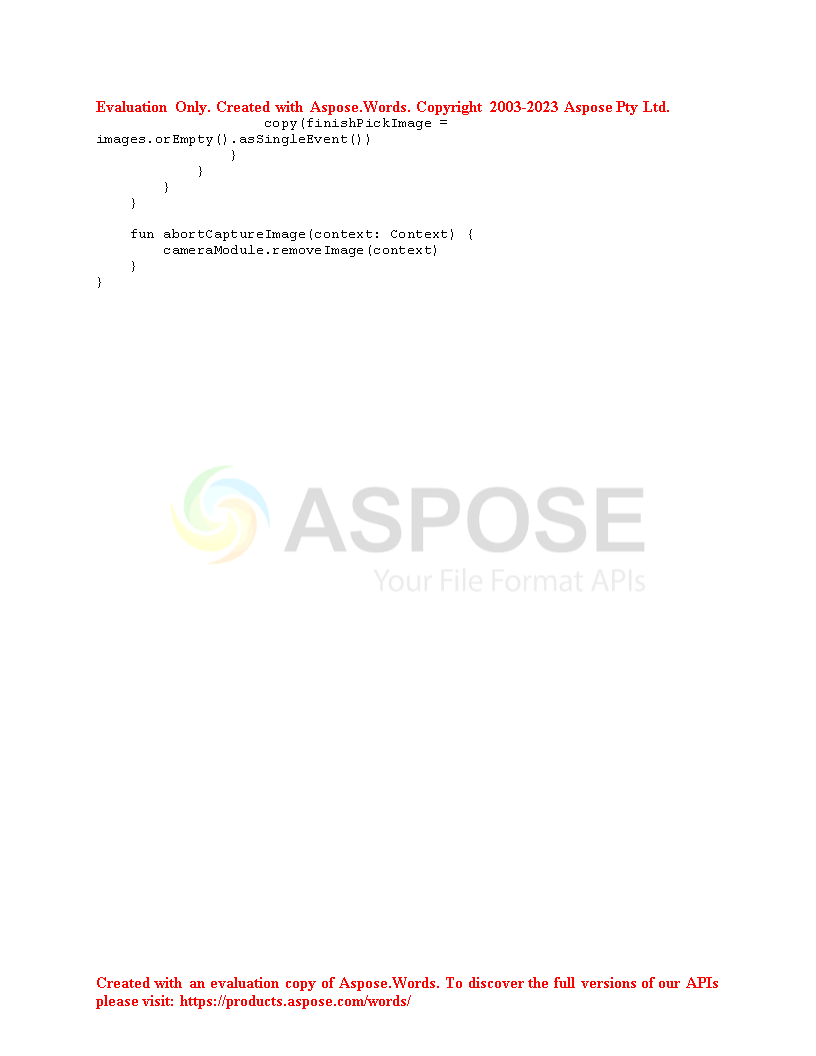 Evaluation Only. Created with Aspose.Words. Copyright 2003-2023 Aspose Pty Ltd.
                    copy(finishPickImage =
images.orEmpty().asSingleEvent())
                }
            }
        }
    }

    fun abortCaptureImage(context: Context) {
        cameraModule.removeImage(context)
    }
}
ASPOSE
Your File Format APIs
Created with an evaluation copy of Aspose.Words. To discover the full versions of our APIs
please visit: https://products.aspose.com/words/